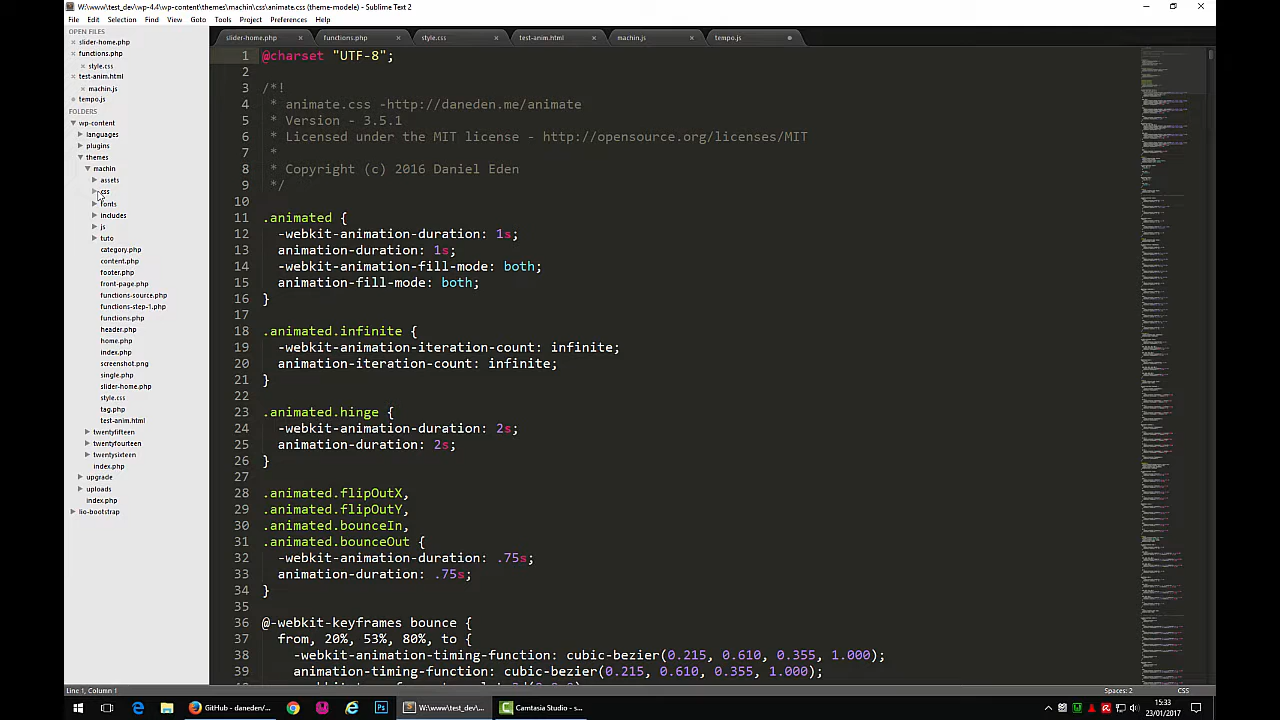 W:\www\test_dev\wp-4.4\wp-content\themes\machin\css\animate.css (theme-modele) - Sublime Text 2
File Edit Selection Find View Goto Tools Project Preferences Help
OPEN FILES
slider-home.php
functions.php
style.css
test-anim.html
machin.js
tempo.js
FOLDERS
wp-content
languages
plugins
themes
machin
assets
css
fonts
includes
js
tuto
category.php
content.php
footer.php
front-page.php
functions-source.php
functions-step-1.php
functions.php
header.php
home.php
index.php
screenshot.png
single.php
slider-home.php
style.css
tag.php
test-anim.html
twentyfifteen
twentyfourteen
twentysixteen
index.php
upgrade
uploads
index.php
lio-bootstrap
slider-home.php functions.php style.css test-anim.html machin.js tempo.js
1 @charset "UTF-8";
2
3 /*!
4 * animate.css -http://daneden.me/animate
5 * Version - 3.5.1
6 * Licensed under the MIT license - http://opensource.org/licenses/MIT
7 *
8 * Copyright (c) 2016 Daniel Eden
9 */
10
11 .animated {
12 -webkit-animation-duration: 1s;
13 animation-duration: 1s;
14 -webkit-animation-fill-mode: both;
15 animation-fill-mode: both;
16 }
17
18 .animated.infinite {
19 -webkit-animation-iteration-count: infinite;
20 animation-iteration-count: infinite;
21 }
22
23 .animated.hinge {
24 -webkit-animation-duration: 2s;
25 animation-duration: 2s;
26 }
27
28 .animated.flipOutX,
29 .animated.flipOutY,
30 .animated.bounceIn,
31 .animated.bounceOut {
32 -webkit-animation-duration: .75s;
33 animation-duration: .75s;
34 }
35
36 @-webkit-keyframes bounce {
37 from, 20%, 53%, 80%,
38 -webkit-animation-timing-function: cubic-bezier(0.215, 0.610, 0.355, 1.000);
39 animation-timing-function: cubic-bezier(0.215, 0.610, 0.355, 1.000);
Line 1, Column 1
Spaces: 2 CSS
GitHub - daneden/...
W:\www\test_dev\...
Camtasia Studio - s...
15:33
23/01/2017